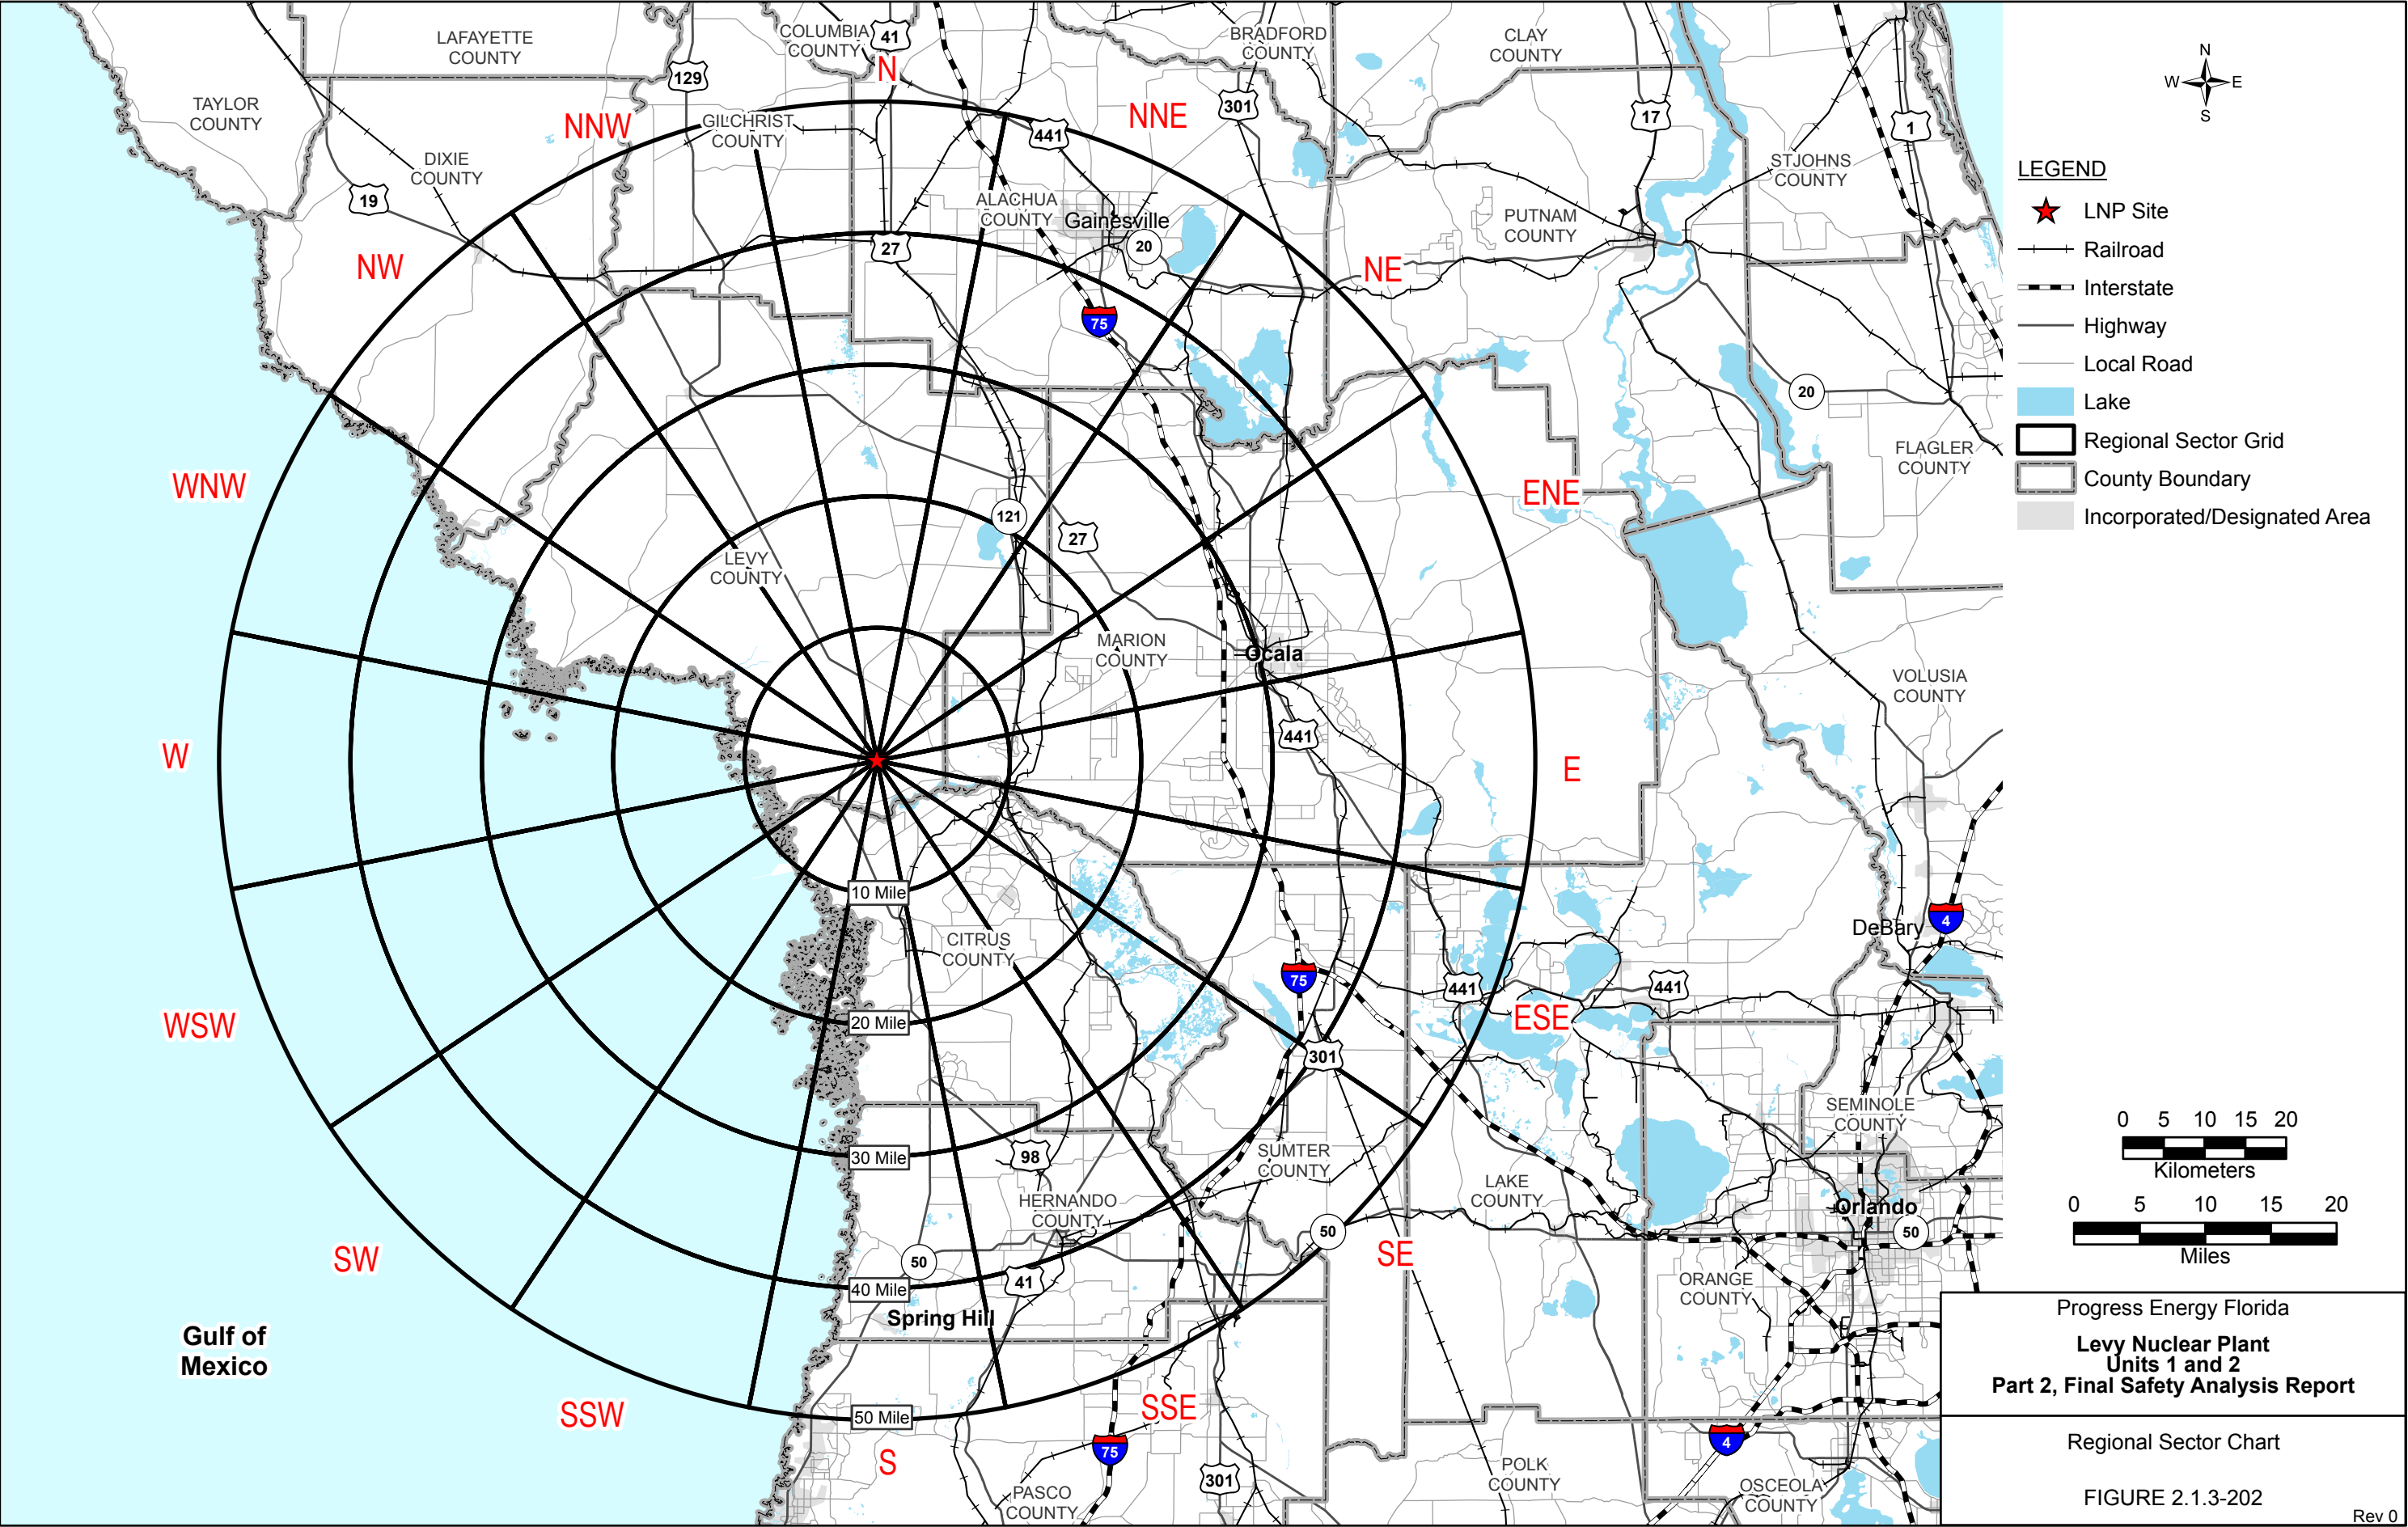 LAFAYETTE
COUNTY
COLUMBIA
COUNTY
41
BRADFORD
COUNTY
CLAY
COUNTY
N
129
TAYLOR
COUNTY
NNW
GILCHRIST
COUNTY
441
NNE
301
17
1
DIXIE
COUNTY
19
ALACHUA
COUNTY
Gainesville
20
27
PUTNAM
COUNTY
STJOHNS
COUNTY
NW
NE
75
20
FLAGLER
COUNTY
WNW
ENE
121
27
LEVY
COUNTY
MARION
COUNTY
Ocala
VOLUSIA
COUNTY
441
W
E
10 Mile
CITRUS
COUNTY
DeBary
4
75
441
441
WSW
20 Mile
ESE
301
30 Mile
98
SUMTER
COUNTY
SEMINOLE
COUNTY
HERNANDO
COUNTY
LAKE
COUNTY
Orlando
50
50
50
SW
SE
40 Mile
41
ORANGE
COUNTY
Spring Hill
Gulf of
Mexico
SSW
50 Mile
SSE
S
75
301
4
PASCO
COUNTY
POLK
COUNTY
OSCEOLA
COUNTY
N
W E
S
LEGEND
LNP Site
Railroad
Interstate
Highway
Local Road
Lake
Regional Sector Grid
County Boundary
Incorporated/Designated Area
0 5 10 15 20
Kilometers
0 5 10 15 20
Miles
Progress Energy Florida
Levy Nuclear Plant
Units 1 and 2
Part 2, Final Safety Analysis Report
Regional Sector Chart
FIGURE 2.1.3-202
Rev 0